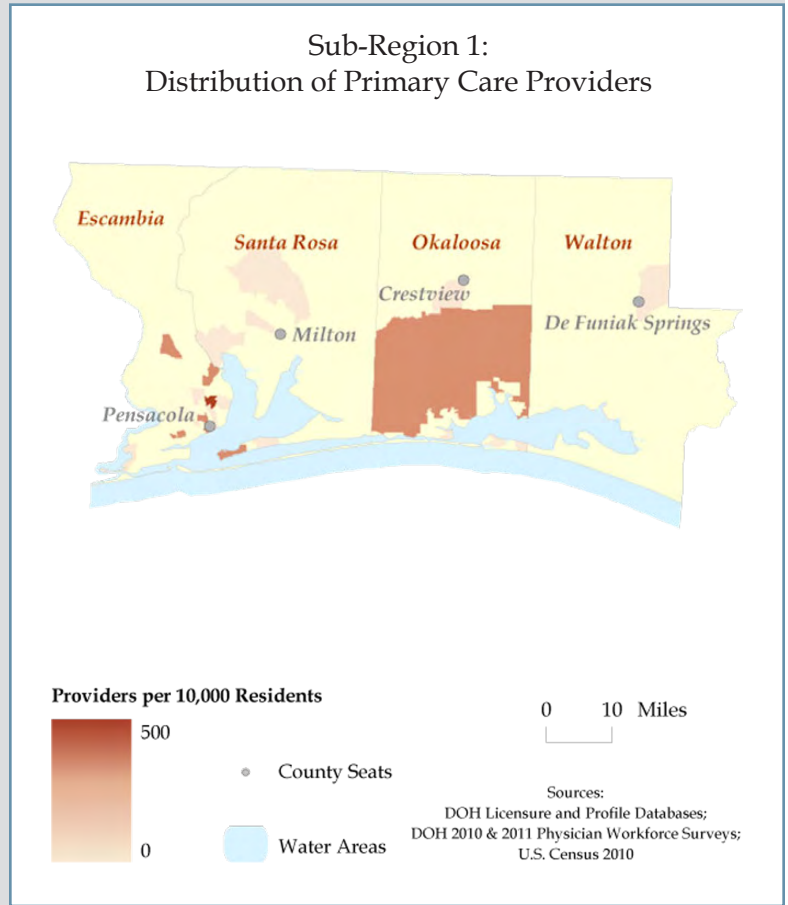 Sub-Region 1:
Distribution of Primary Care Providers
Escambia
Santa Rosa
Okaloosa
Walton
Crestview
De Funiak Springs
Milton
Pensacola
Providers per 10,000 Residents
500
0
County Seats
Water Areas
0 10 Miles
Sources:
DOH Licensure and Profile Databases;
DOH 2010 & 2011 Physician Workforce Surveys;
U.S. Census 2010